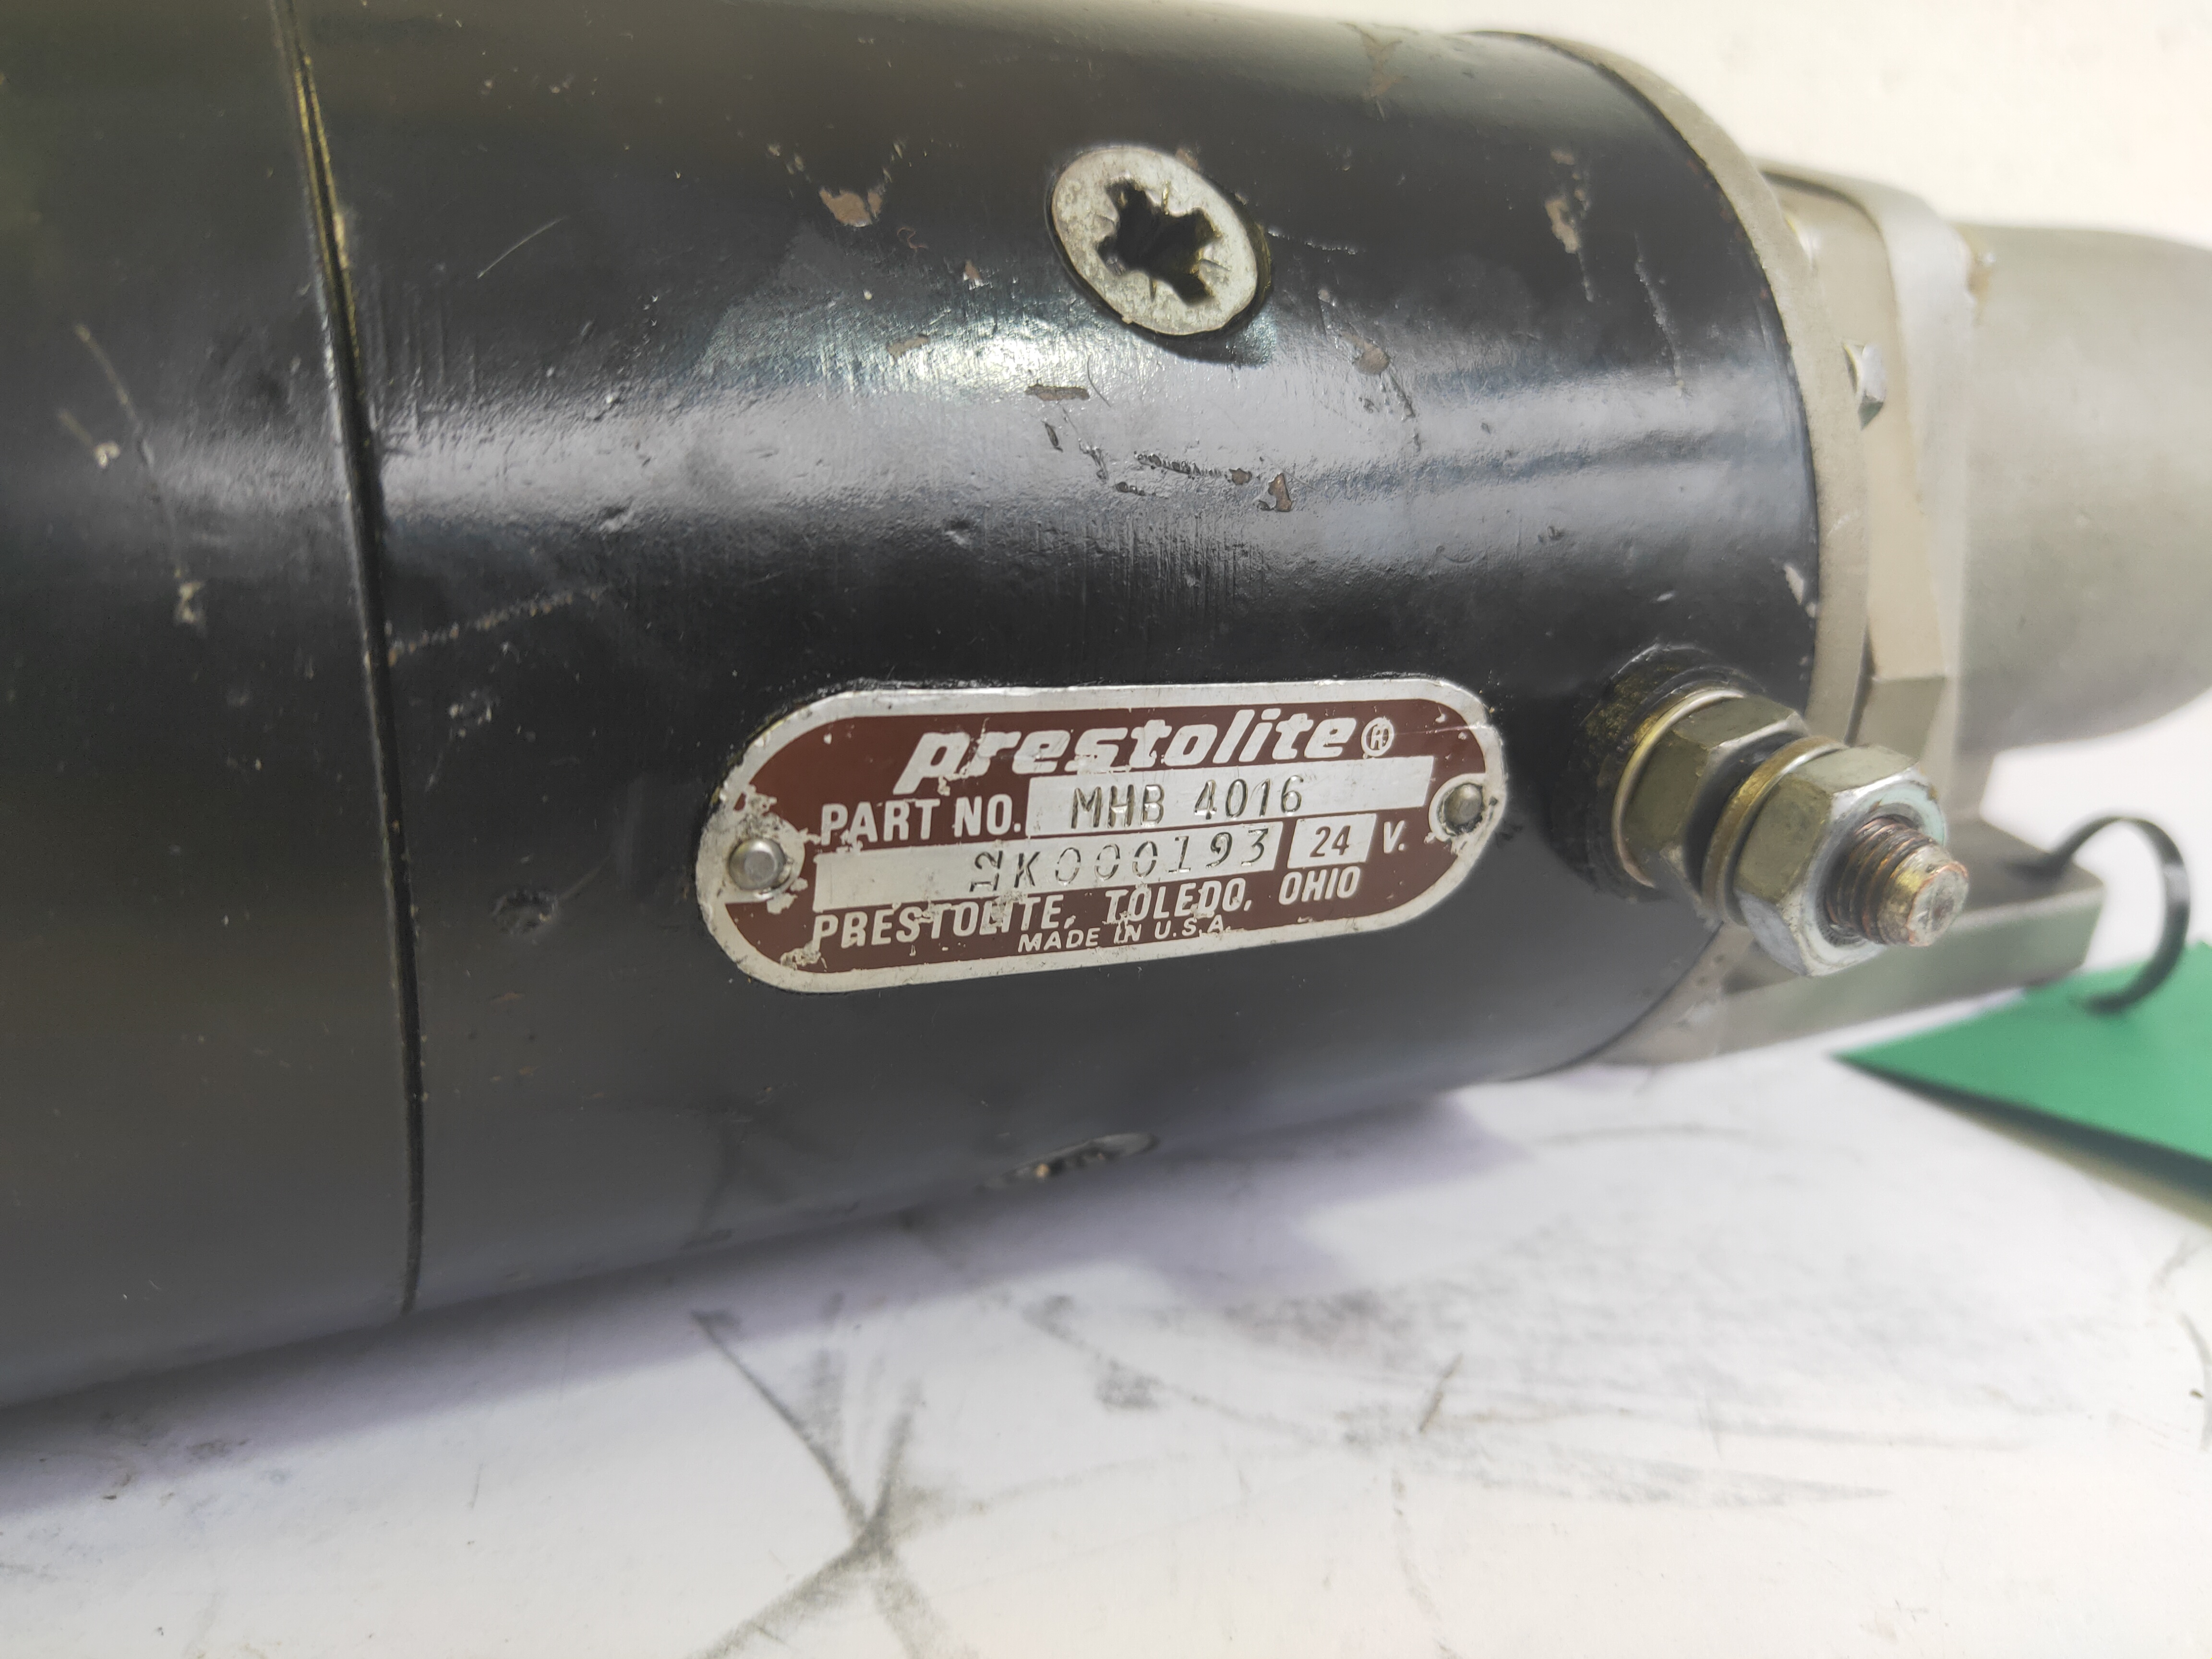 prestolite®
PART NO. MHB 4016
K000193 24 V.
PRESTOLITE, TOLEDO, OHIO
MADE IN U.S.A.